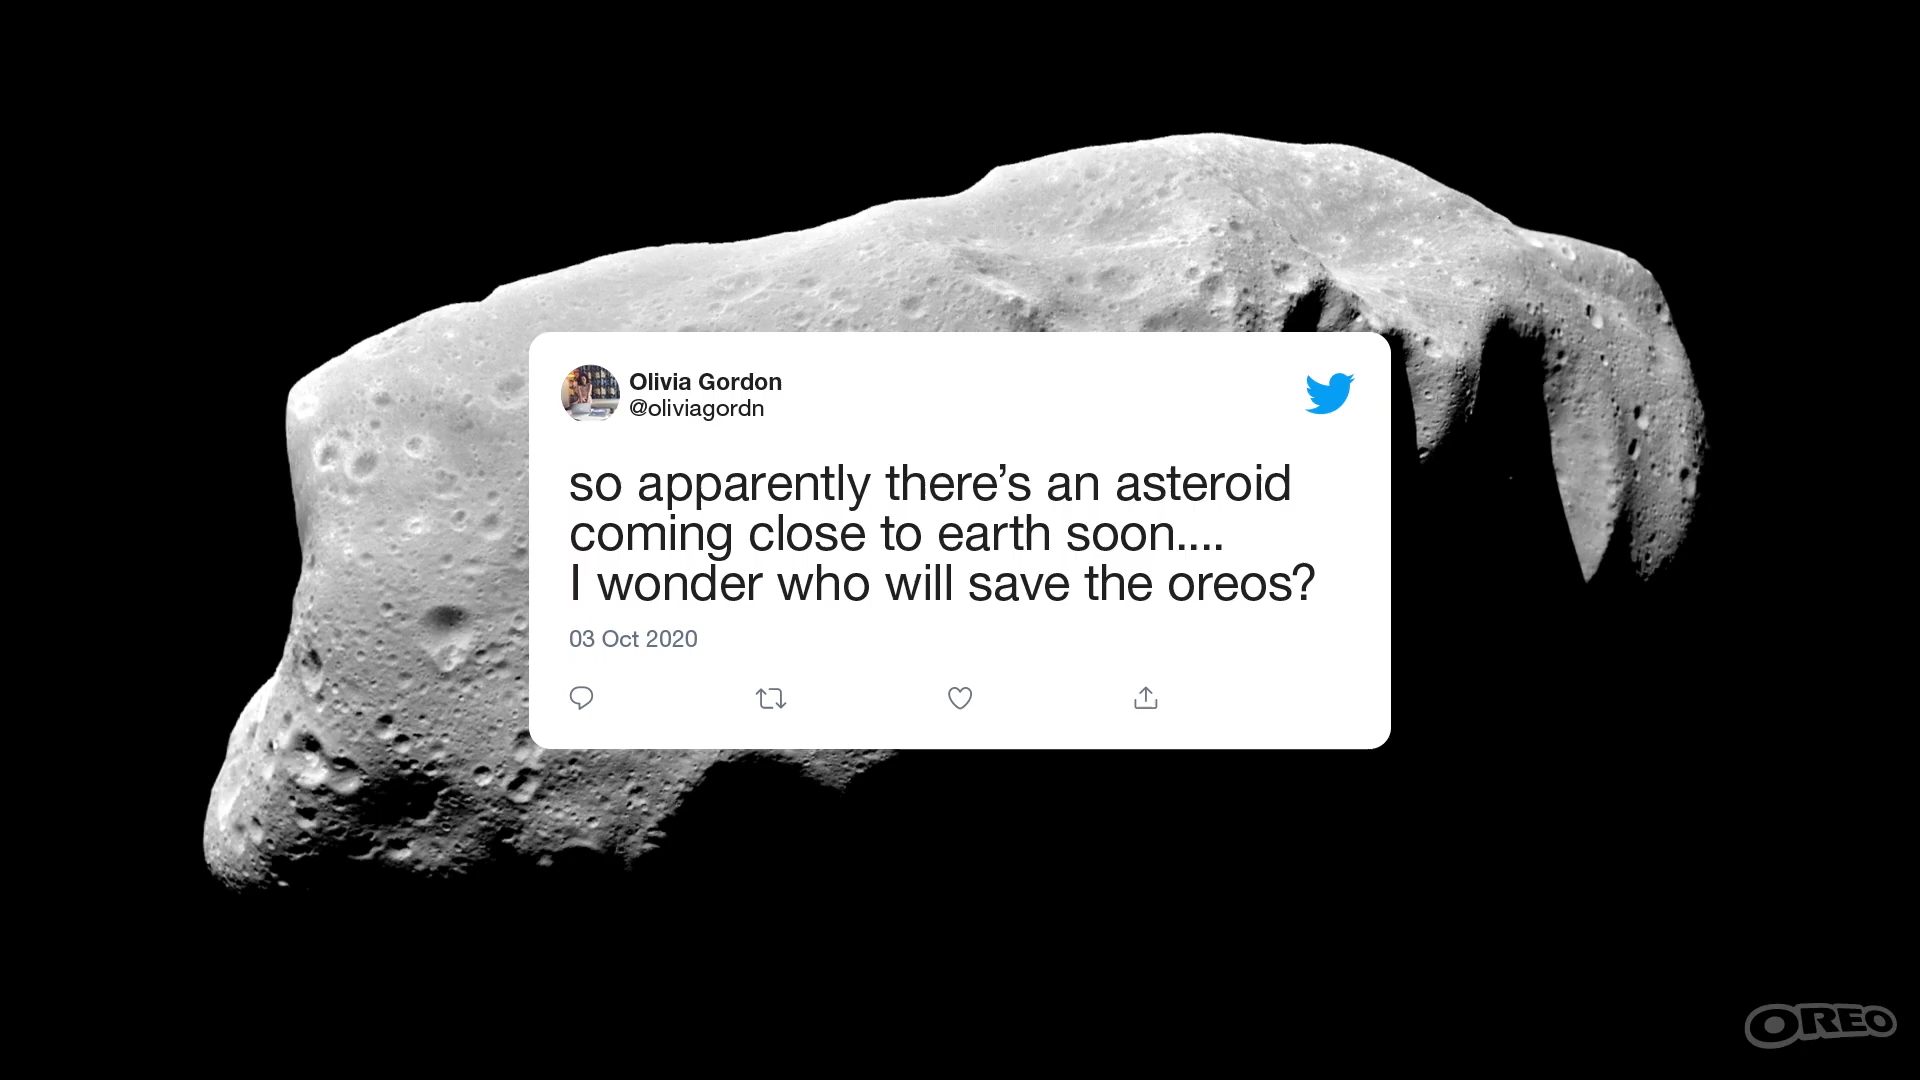 Olivia Gordon
@oliviagordn
so apparently there’s an asteroid
coming close to earth soon....
I wonder who will save the oreos?
03 Oct 2020
OREO